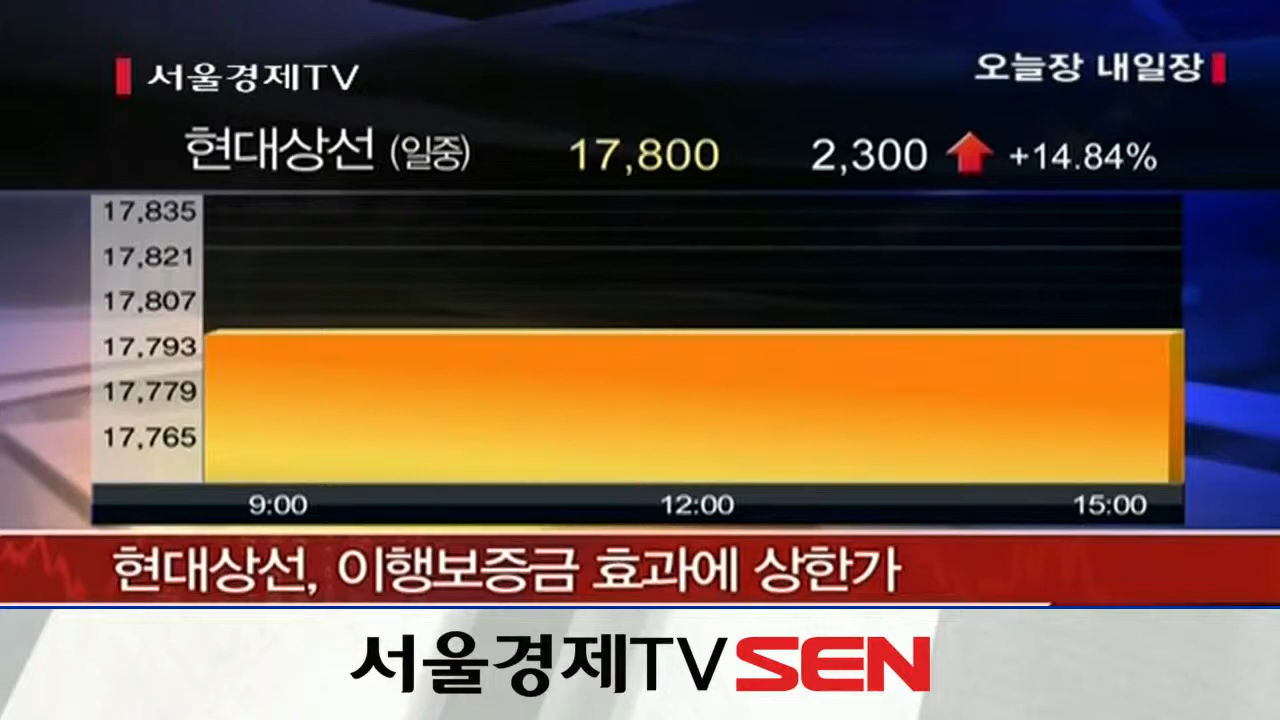 서울경제TV
오늘장 내일장
현대상선 (일중) 17,800 2,300 +14.84%
17,835
17,821
17,807
17,793
17,779
17,765
9:00 12:00 15:00
현대상선, 이행보증금 효과에 상한가
서울경제TV SEN